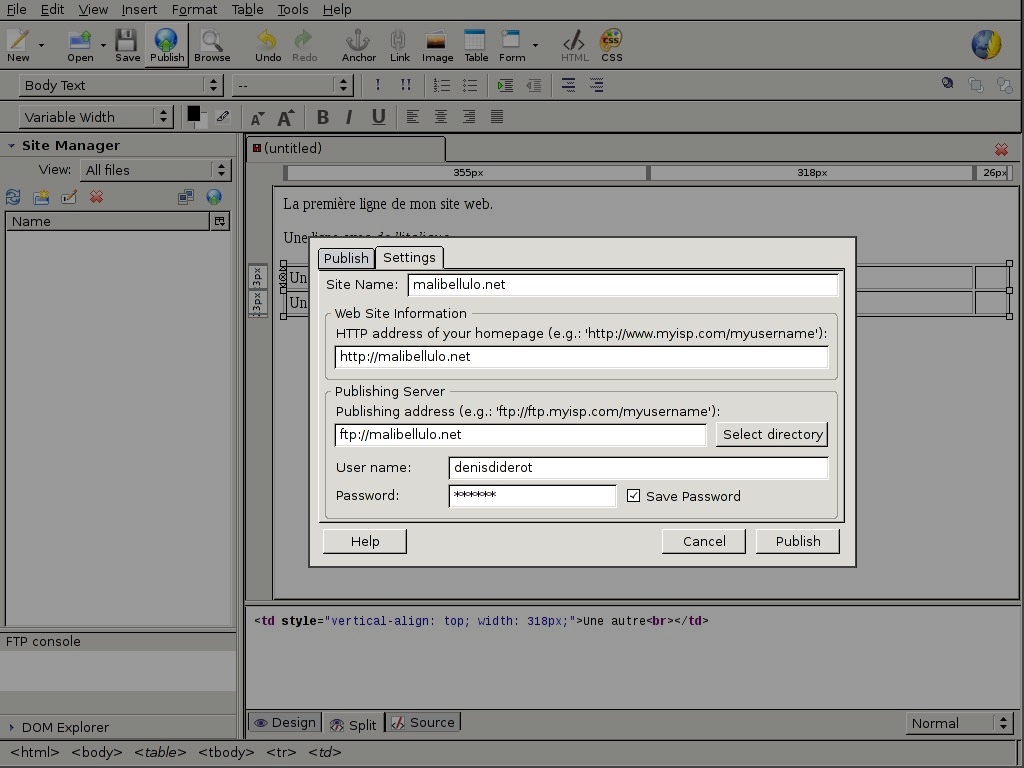 File Edit View Insert Format Table Tools Help
New Open Save Publish Browse Undo Redo Anchor Link Image Table Form HTML CSS
Body Text --
Variable Width
Site Manager
(untitled)
View: All files
355px 318px 26px
Name
La première ligne de mon site web.
Publish Settings
23px Un
23px Un
Site Name: malibellulo.net
Web Site Information
HTTP address of your homepage (e.g.: 'http://www.myisp.com/myusername'):
http://malibellulo.net
Publishing Server
Publishing address (e.g.: 'ftp://ftp.myisp.com/myusername'):
ftp://malibellulo.net Select directory
User name: denisdiderot
Password: ****** Save Password
Help Cancel Publish
<td style="vertical-align: top; width: 318px;">Une autre<br></td>
FTP console
DOM Explorer
Design Split Source Normal
<html> <body> <table> <tbody> <tr> <td>